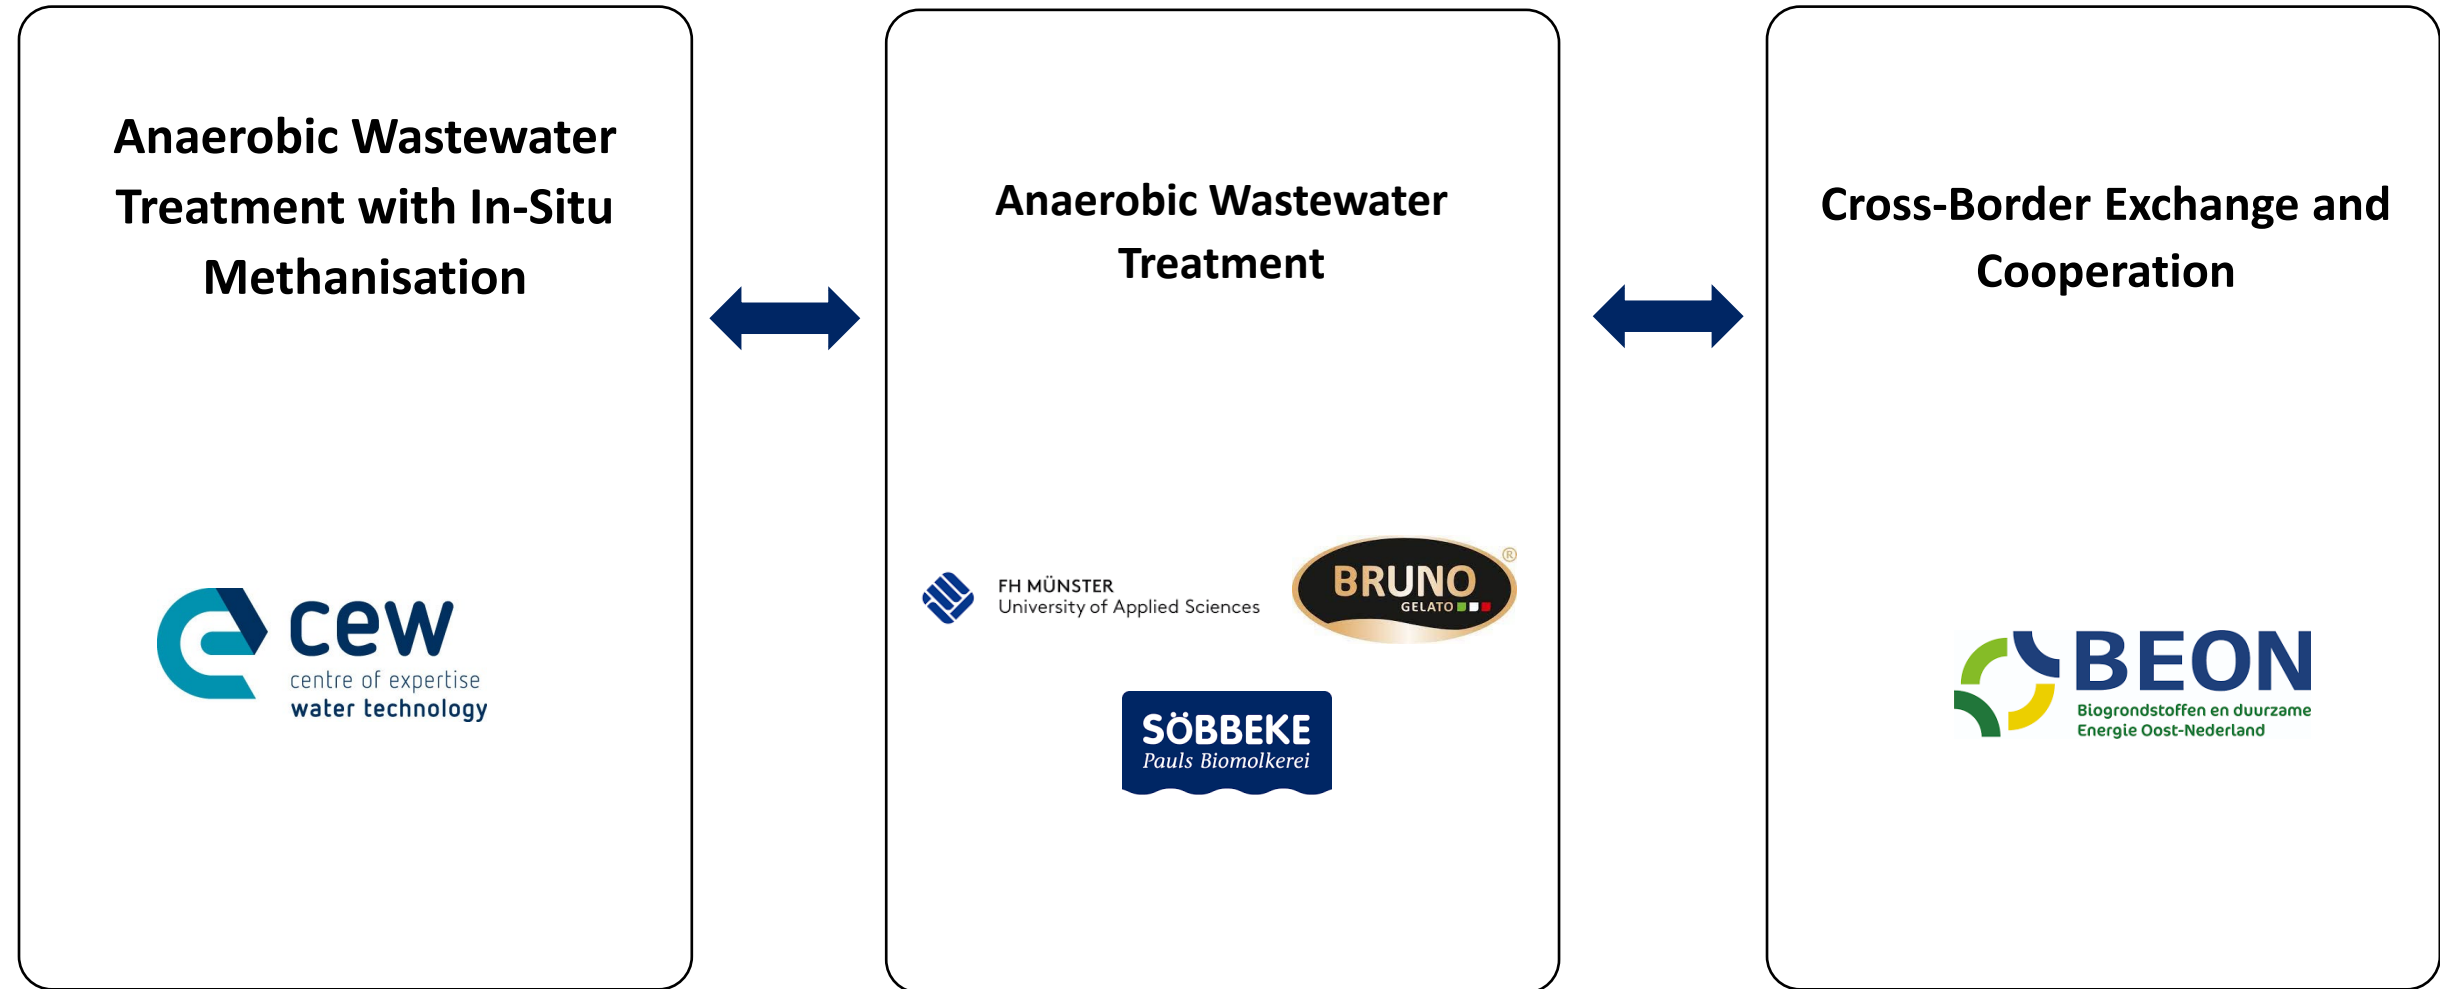 Anaerobic Wastewater
Treatment with In-Situ
Methanisation
cew
centre of expertise
water technology
Anaerobic Wastewater
Treatment
FH MÜNSTER
University of Applied Sciences
BRUNO
®
GELATO
SÖBBEKE
Pauls Biomolkerei
Cross-Border Exchange and
Cooperation
BEON
Biogrondstoffen en duurzame
Energie Oost-Nederland